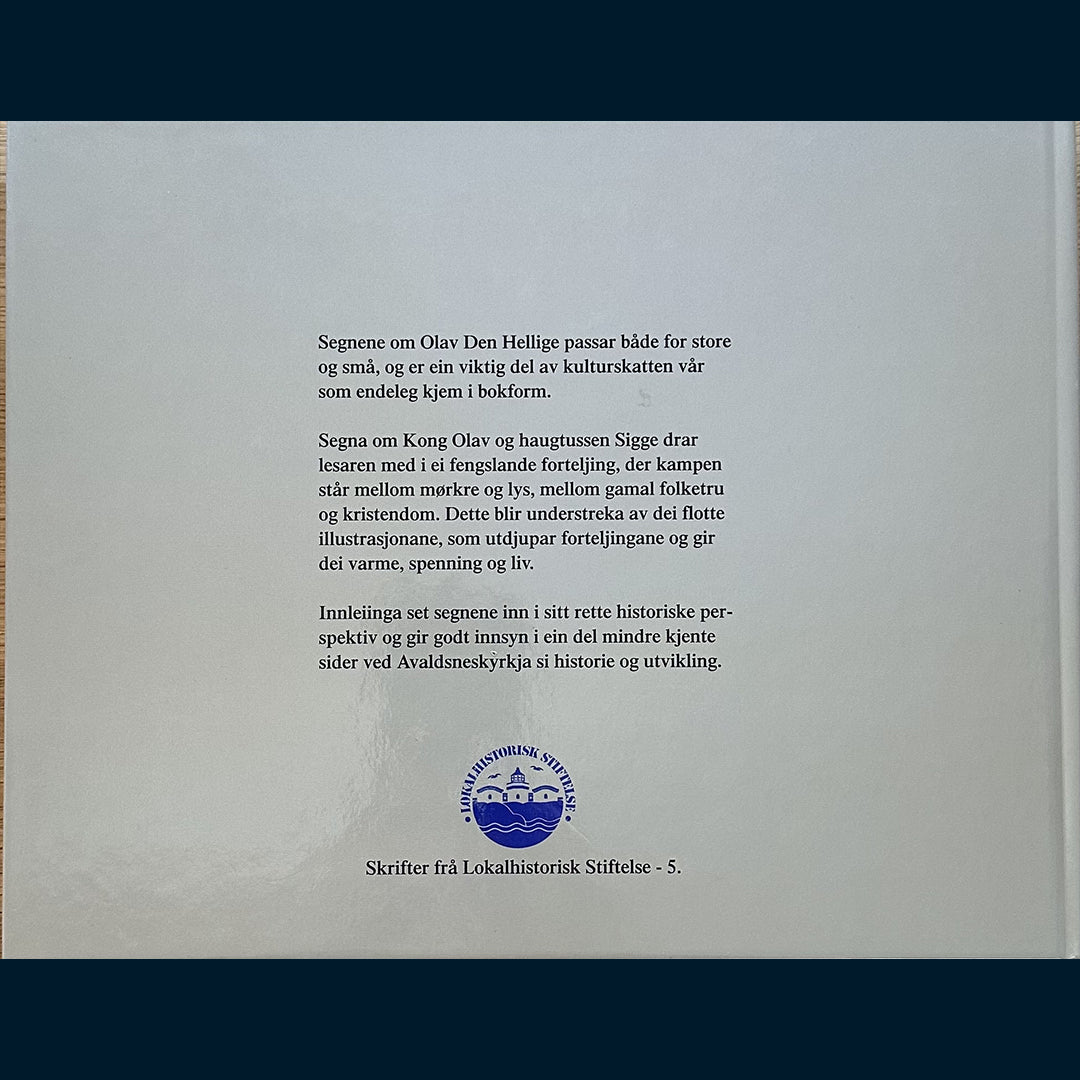 Segnene om Olav Den Hellige passar både for store
og små, og er ein viktig del av kulturskatten vår
som endeleg kjem i bokform.
Segna om Kong Olav og haugtussen Sigge drar
lesaren med i ei fengslande forteljing, der kampen
står mellom mørkre og lys, mellom gamal folketru
og kristendom. Dette blir understreka av dei flotte
illustrasjonane, som utdjupar forteljingane og gir
dei varme, spenning og liv.
Innleiinga set segnene inn i sitt rette historiske per-
spektiv og gir godt innsyn i ein del mindre kjente
sider ved Avaldsneskyrkja si historie og utvikling.
• LOKALHISTORISK STIFTELSE •
Skrifter frå Lokalhistorisk Stiftelse - 5.